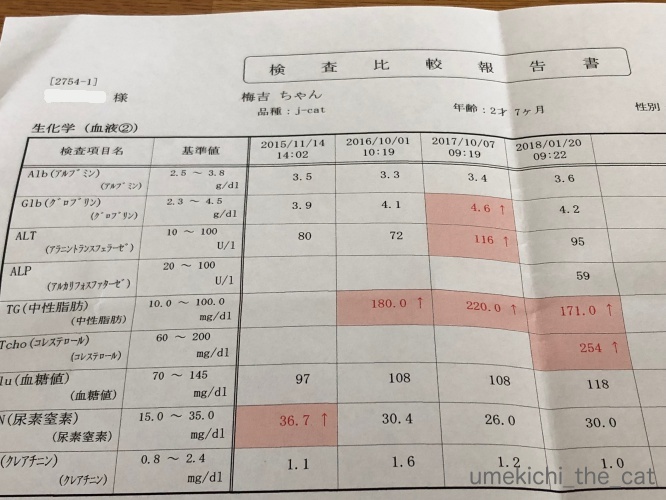 検査比較報告書
[2754-1]
様
梅吉 ちゃん
品種：j-cat
年齢：2才 7ヶ月
性別
生化学（血液②）
検査項目名 基準値 2015/11/14 14:02 2016/10/01 10:19 2017/10/07 09:19 2018/01/20 09:22
Alb(アルブミン) 2.5 ～ 3.8 3.5 3.3 3.4 3.6
(アルブミン) g/dl
Glb(グロブリン) 2.3 ～ 4.5 3.9 4.1 4.6 ↑ 4.2
(グロブリン) g/dl
ALT 10 ～ 100 80 72 116 ↑ 95
(アラニントランスフェラーゼ) U/l
ALP 20 ～ 100 59
(アルカリフォスファターゼ) U/l
TG(中性脂肪) 10.0 ～ 100.0 180.0 ↑ 220.0 ↑ 171.0 ↑
(中性脂肪) mg/dl
Tcho(コレステロール) 60 ～ 200 254 ↑
(コレステロール) mg/dl
lu(血糖値) 70 ～ 145 97 108 108 118
(血糖値) mg/dl
N(尿素窒素) 15.0 ～ 35.0 36.7 ↑ 30.4 26.0 30.0
(尿素窒素) mg/dl
(クレアチニン) 0.8 ～ 2.4 1.1 1.6 1.2 1.0
(クレアチニン) mg/dl
umekichi_the_cat